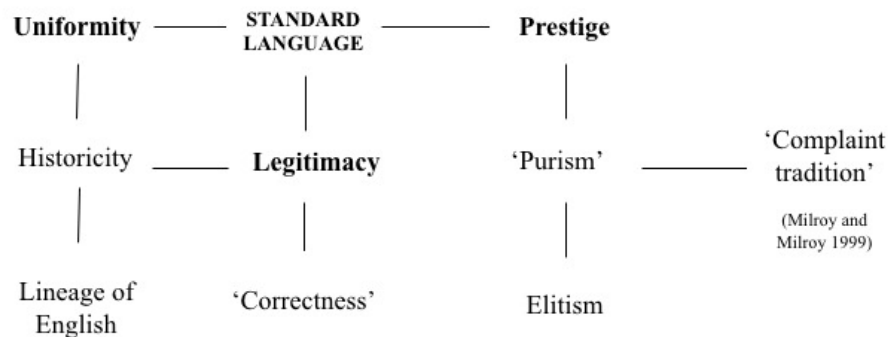 Uniformity
STANDARD
LANGUAGE
Prestige
Historicity
Legitimacy
‘Purism’
‘Complaint
tradition’
(Milroy and
Milroy 1999)
Lineage of
English
‘Correctness’
Elitism